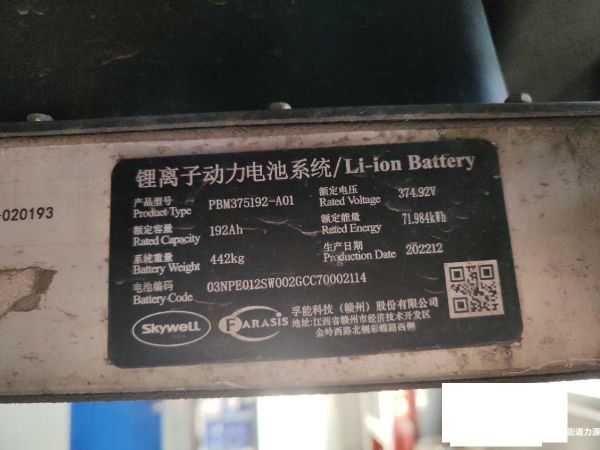 锂离子动力电池系统/Li-ion Battery
产品型号 PBM375192-A01 额定电压 374.92V
Product Type Rated Voltage
额定容量 192Ah 额定能量 71.984kWh
Rated Capacity Rated Energy
系统重量 442kg 生产日期 202212
Battery Weight Production Date
电池编码 03NPE012SW002GCC70002114
Battery-Code
Skywell FARASIS 孚能科技（赣州）股份有限公司
地址:江西省赣州市经济技术开发区
金岭西路北侧彩蝶路西侧
-020193
街道力源